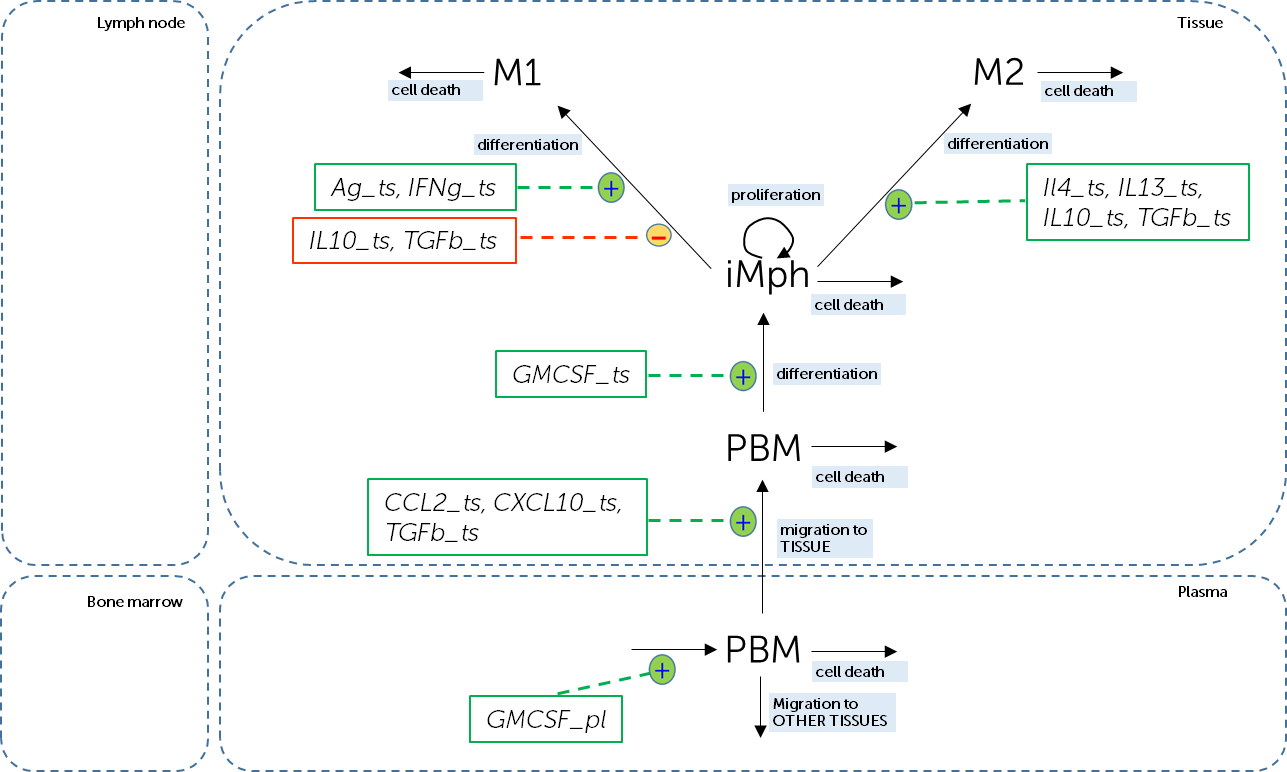 Lymph node
Tissue
M1
cell death
M2
cell death
differentiation
differentiation
Ag_ts, IFNg_ts
+
IL10_ts, TGFb_ts
−
proliferation
+
Il4_ts, IL13_ts,
IL10_ts, TGFb_ts
iMph
cell death
GMCSF_ts
+
differentiation
PBM
cell death
CCL2_ts, CXCL10_ts,
TGFb_ts
+
migration to
TISSUE
Bone marrow
Plasma
PBM
cell death
+
GMCSF_pl
Migration to
OTHER TISSUES